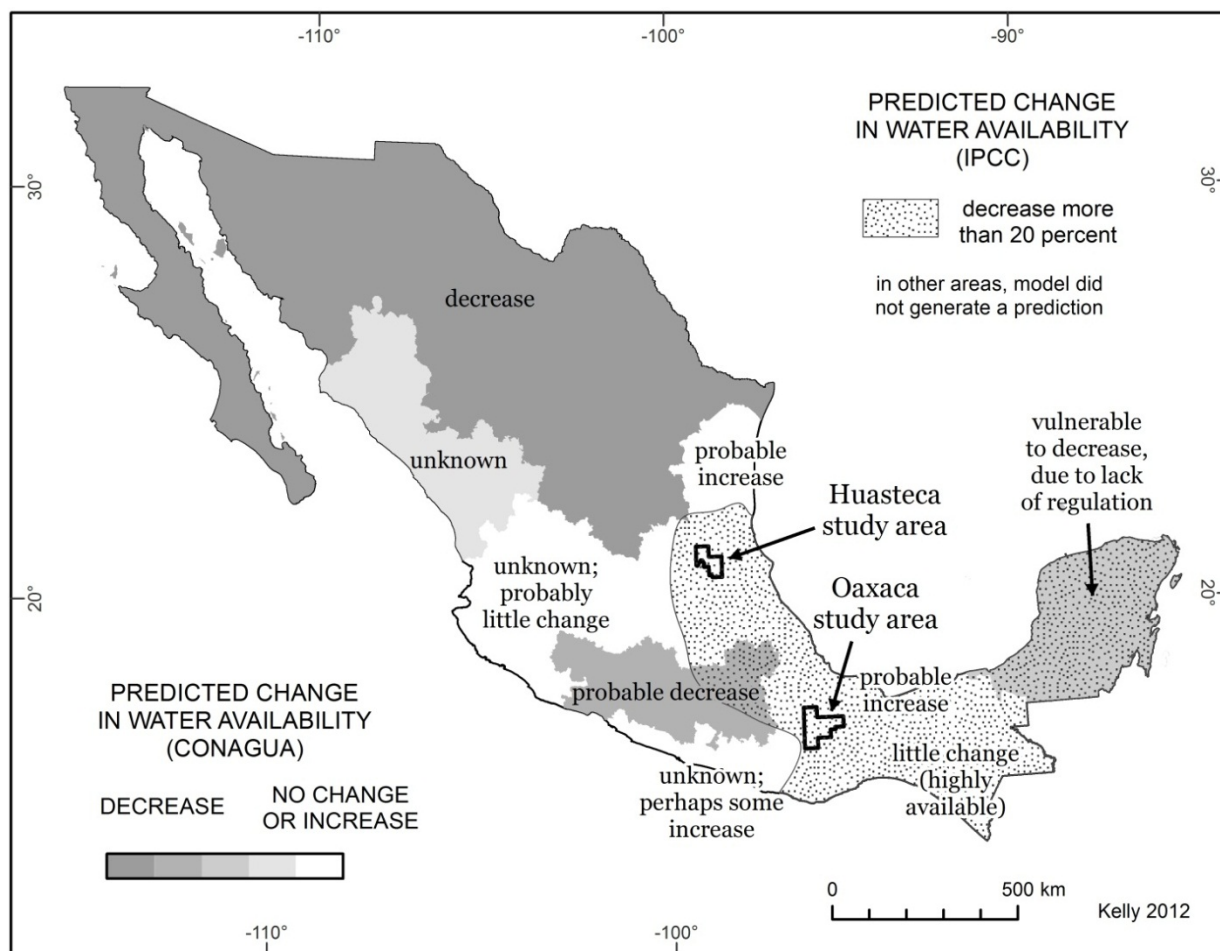 -110°
-100°
-90°
PREDICTED CHANGE
IN WATER AVAILABILITY
(IPCC)
decrease more
than 20 percent
in other areas, model did
not generate a prediction
30°
30°
decrease
unknown
probable
increase
Huasteca
study area
vulnerable
to decrease,
due to lack
of regulation
20°
20°
unknown;
probably
little change
Oaxaca
study area
probable decrease
probable
increase
little change
(highly
available)
unknown;
perhaps some
increase
PREDICTED CHANGE
IN WATER AVAILABILITY
(CONAGUA)
DECREASE
NO CHANGE
OR INCREASE
0
500 km
Kelly 2012
-110°
-100°